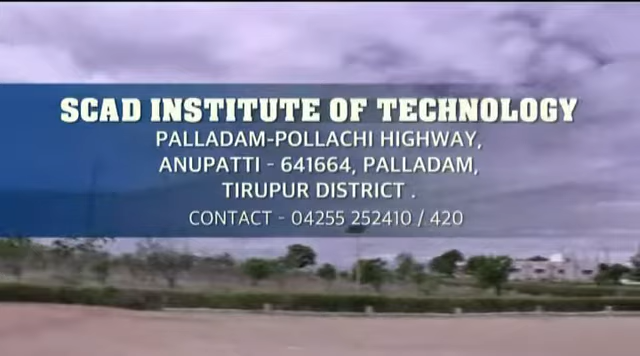 SCAD INSTITUTE OF TECHNOLOGY
PALLADAM-POLLACHI HIGHWAY,
ANUPATTI - 641664, PALLADAM,
TIRUPUR DISTRICT .
CONTACT - 04255 252410 / 420